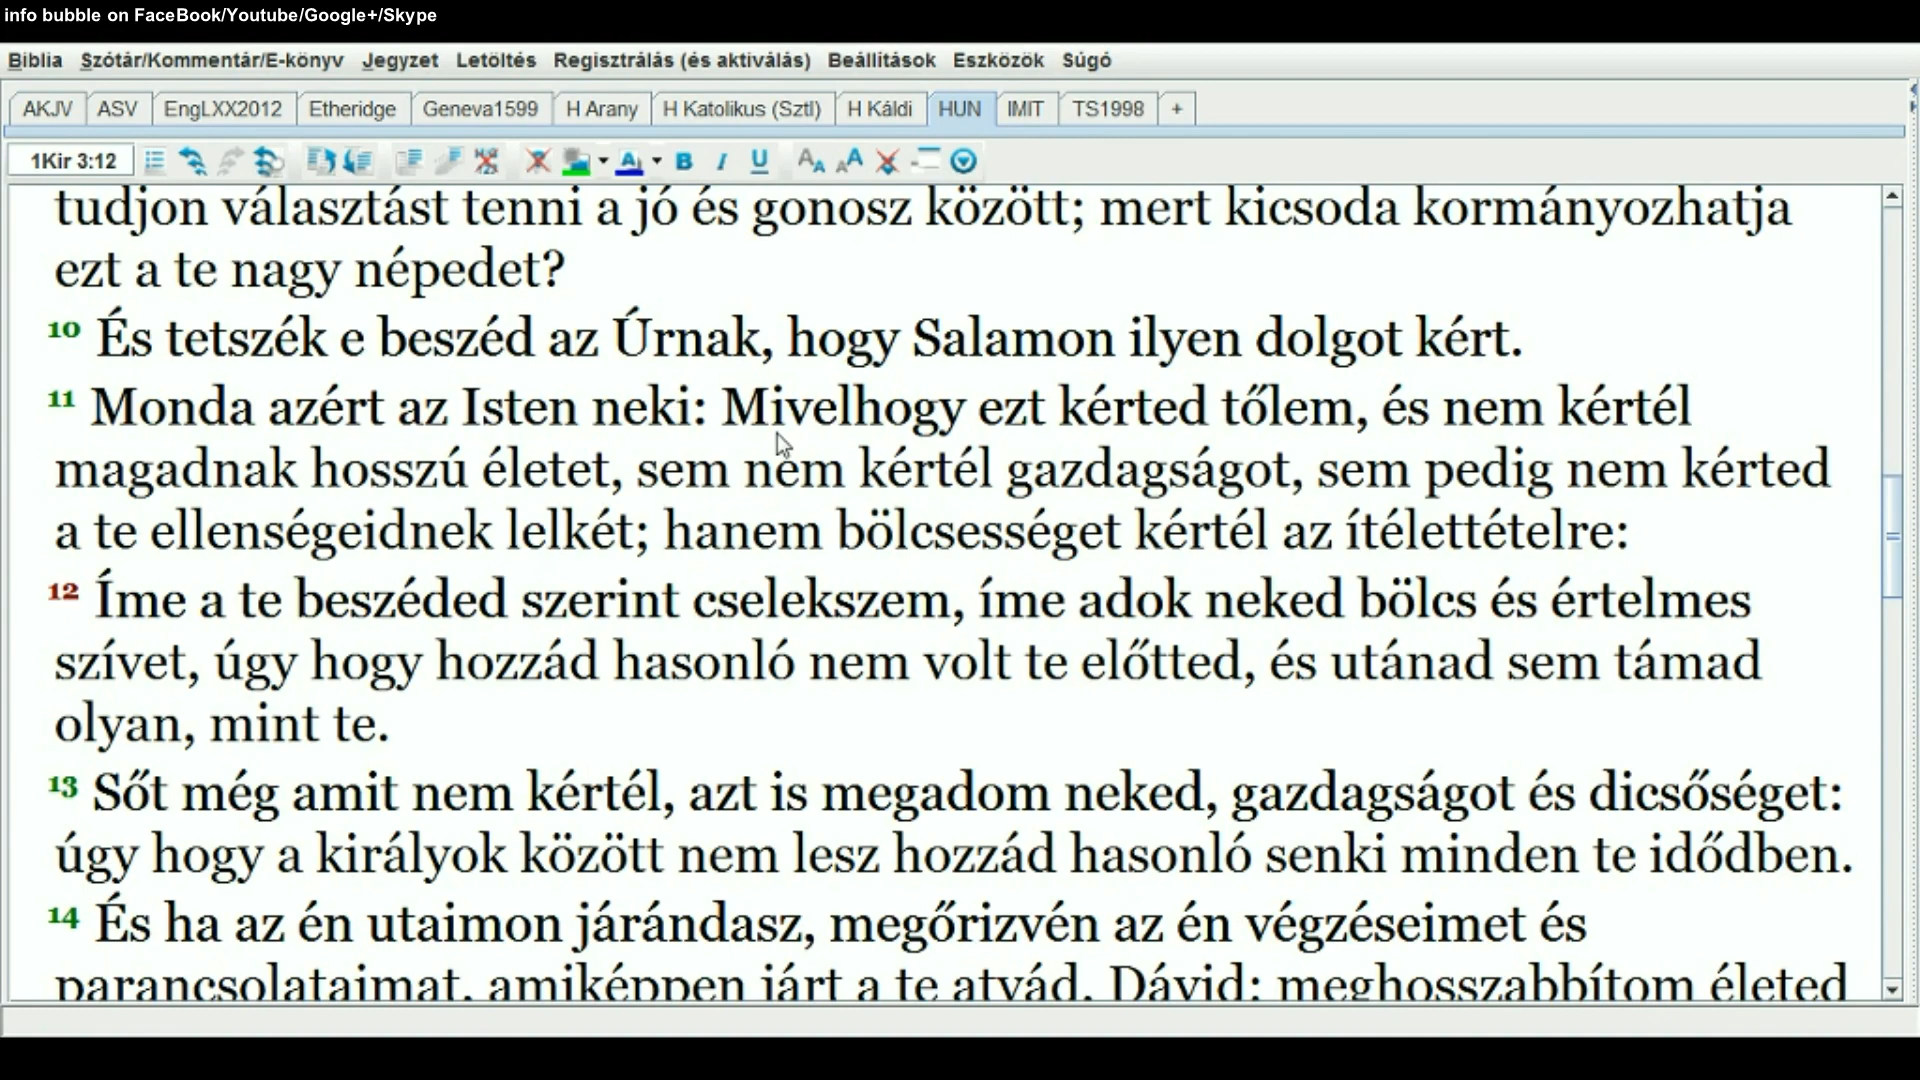 info bubble on FaceBook/Youtube/Google+/Skype
Biblia Szótár/Kommentár/E-könyv Jegyzet Letöltés Regisztrálás (és aktiválás) Beállítások Eszközök Súgó
AKJV ASV EngLXX2012 Etheridge Geneva1599 H Arany H Katolikus (Sztl) H Káldi HUN IMIT TS1998 +
1Kir 3:12
tudjon választást tenni a jó és gonosz között; mert kicsoda kormányozhatja
ezt a te nagy népedet?
10 És tetszék e beszéd az Úrnak, hogy Salamon ilyen dolgot kért.
11 Monda azért az Isten neki: Mivelhogy ezt kérted tőlem, és nem kértél
magadnak hosszú életet, sem nem kértél gazdagságot, sem pedig nem kérted
a te ellenségeidnek lelkét; hanem bölcsességet kértél az ítélettételre:
12 Íme a te beszéded szerint cselekszem, íme adok neked bölcs és értelmes
szívet, úgy hogy hozzád hasonló nem volt te előtted, és utánad sem támad
olyan, mint te.
13 Sőt még amit nem kértél, azt is megadom neked, gazdagságot és dicsőséget:
úgy hogy a királyok között nem lesz hozzád hasonló senki minden te idődben.
14 És ha az én utaimon járándasz, megőrizvén az én végzéseimet és
parancsolataimat, amiképpen járt a te atyád, Dávid: meghosszabbítom életed